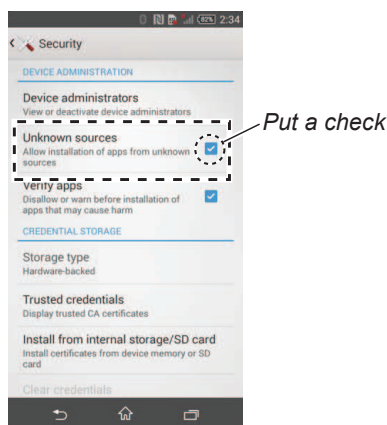 82% 2:34
Security
DEVICE ADMINISTRATION
Device administrators
View or deactivate device administrators
Unknown sources
Allow installation of apps from unknown
sources
Put a check
Verify apps
Disallow or warn before installation of
apps that may cause harm
CREDENTIAL STORAGE
Storage type
Hardware-backed
Trusted credentials
Display trusted CA certificates
Install from internal storage/SD card
Install certificates from device memory or SD
card
Clear credentials